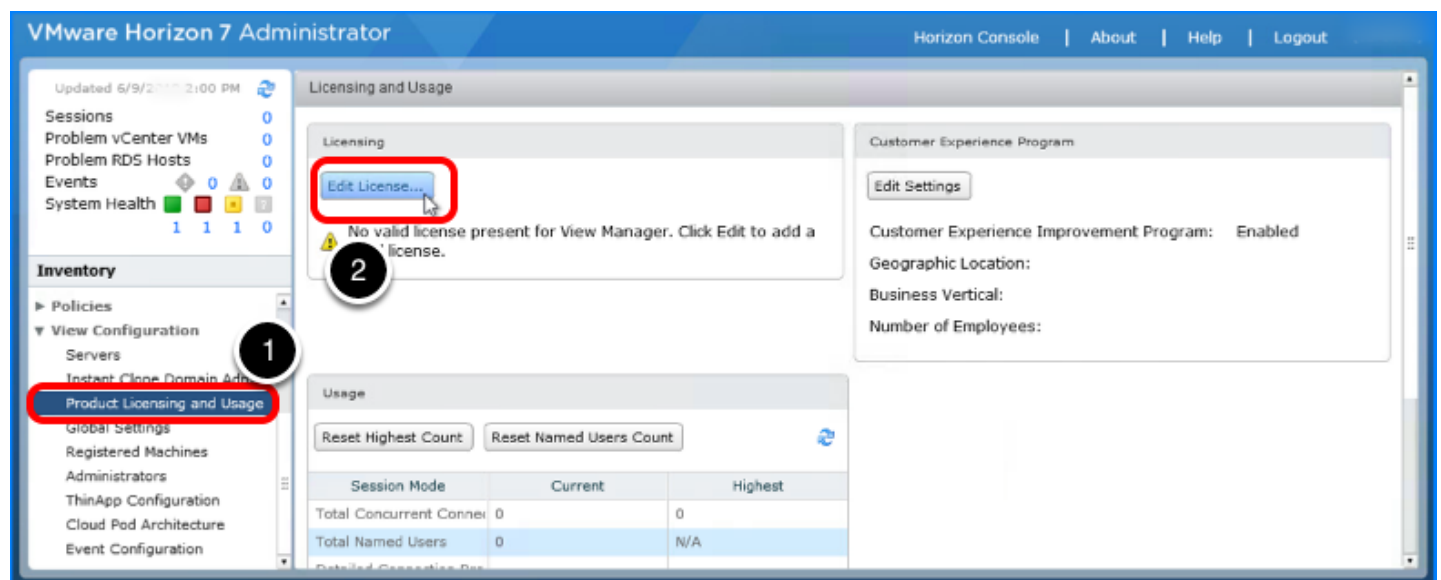 VMware Horizon 7 Administrator
Horizon Console | About | Help | Logout
Updated 6/9/2 2:00 PM
Sessions 0
Problem vCenter VMs 0
Problem RDS Hosts 0
Events 0 0
System Health ?
1 1 1 0
Inventory
Policies
View Configuration
1
Servers
Instant Clone Domain
Product Licensing and Usage
Global Settings
Registered Machines
Administrators
ThinApp Configuration
Cloud Pod Architecture
Event Configuration
Licensing and Usage
Licensing
Edit License...
No valid license present for View Manager. Click Edit to add a
license.
2
Customer Experience Program
Edit Settings
Customer Experience Improvement Program: Enabled
Geographic Location:
Business Vertical:
Number of Employees:
Usage
Reset Highest Count Reset Named Users Count
Session Mode Current Highest
Total Concurrent Connec 0 0
Total Named Users 0 N/A